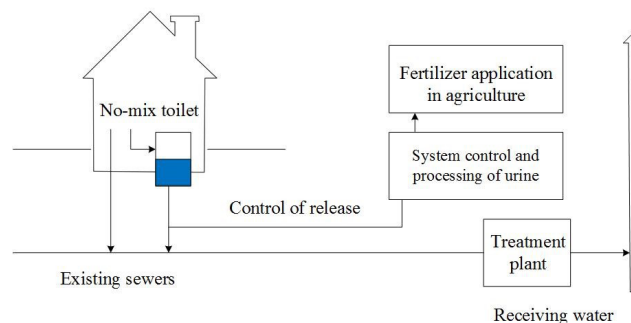 Fertilizer application
in agriculture
No-mix toilet
System control and
processing of urine
Control of release
Treatment
plant
Existing sewers
Receiving water